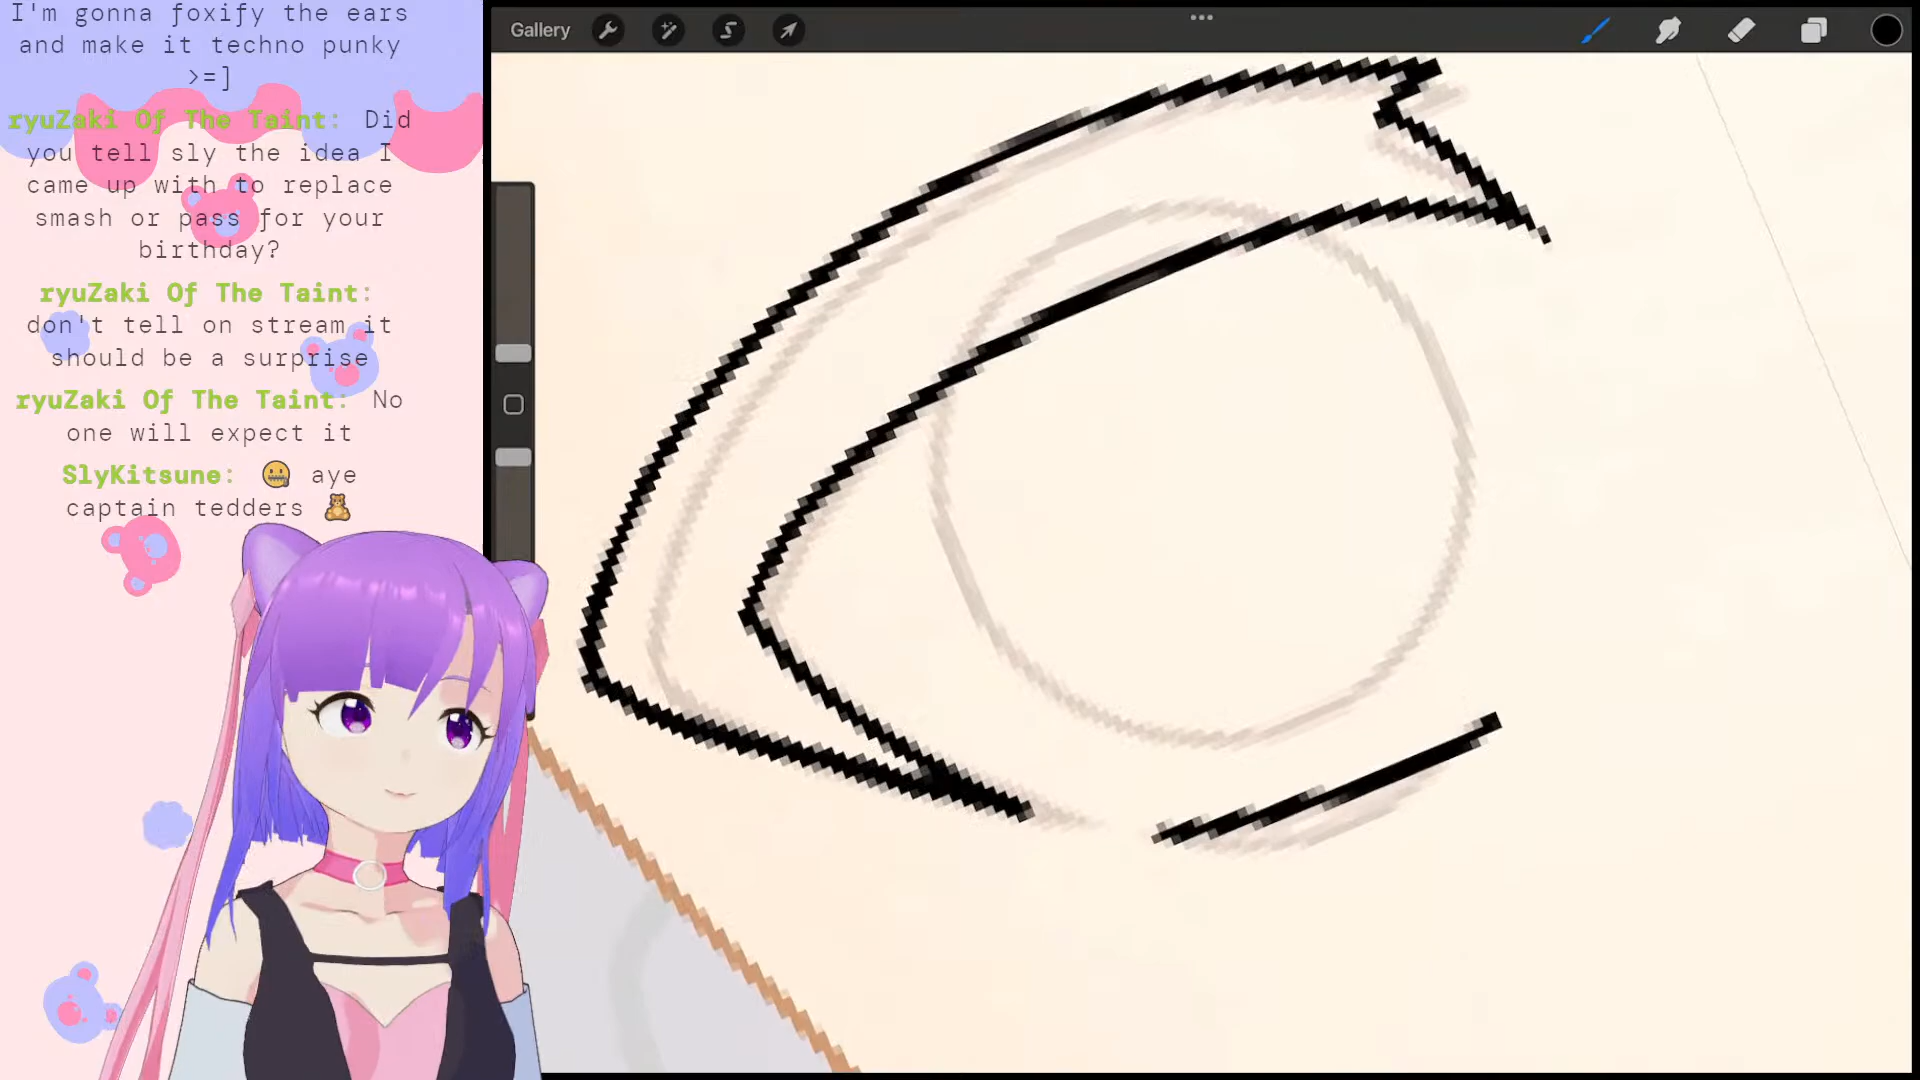 I'm gonna foxify the ears
and make it techno punky
>=]
ryuZaki Of The Taint: Did
you tell sly the idea I
came up with to replace
smash or pass for your
birthday?
ryuZaki Of The Taint:
don't tell on stream it
should be a surprise
ryuZaki Of The Taint: No
one will expect it
SlyKitsune: 🤐 aye
captain tedders 🧸
Gallery